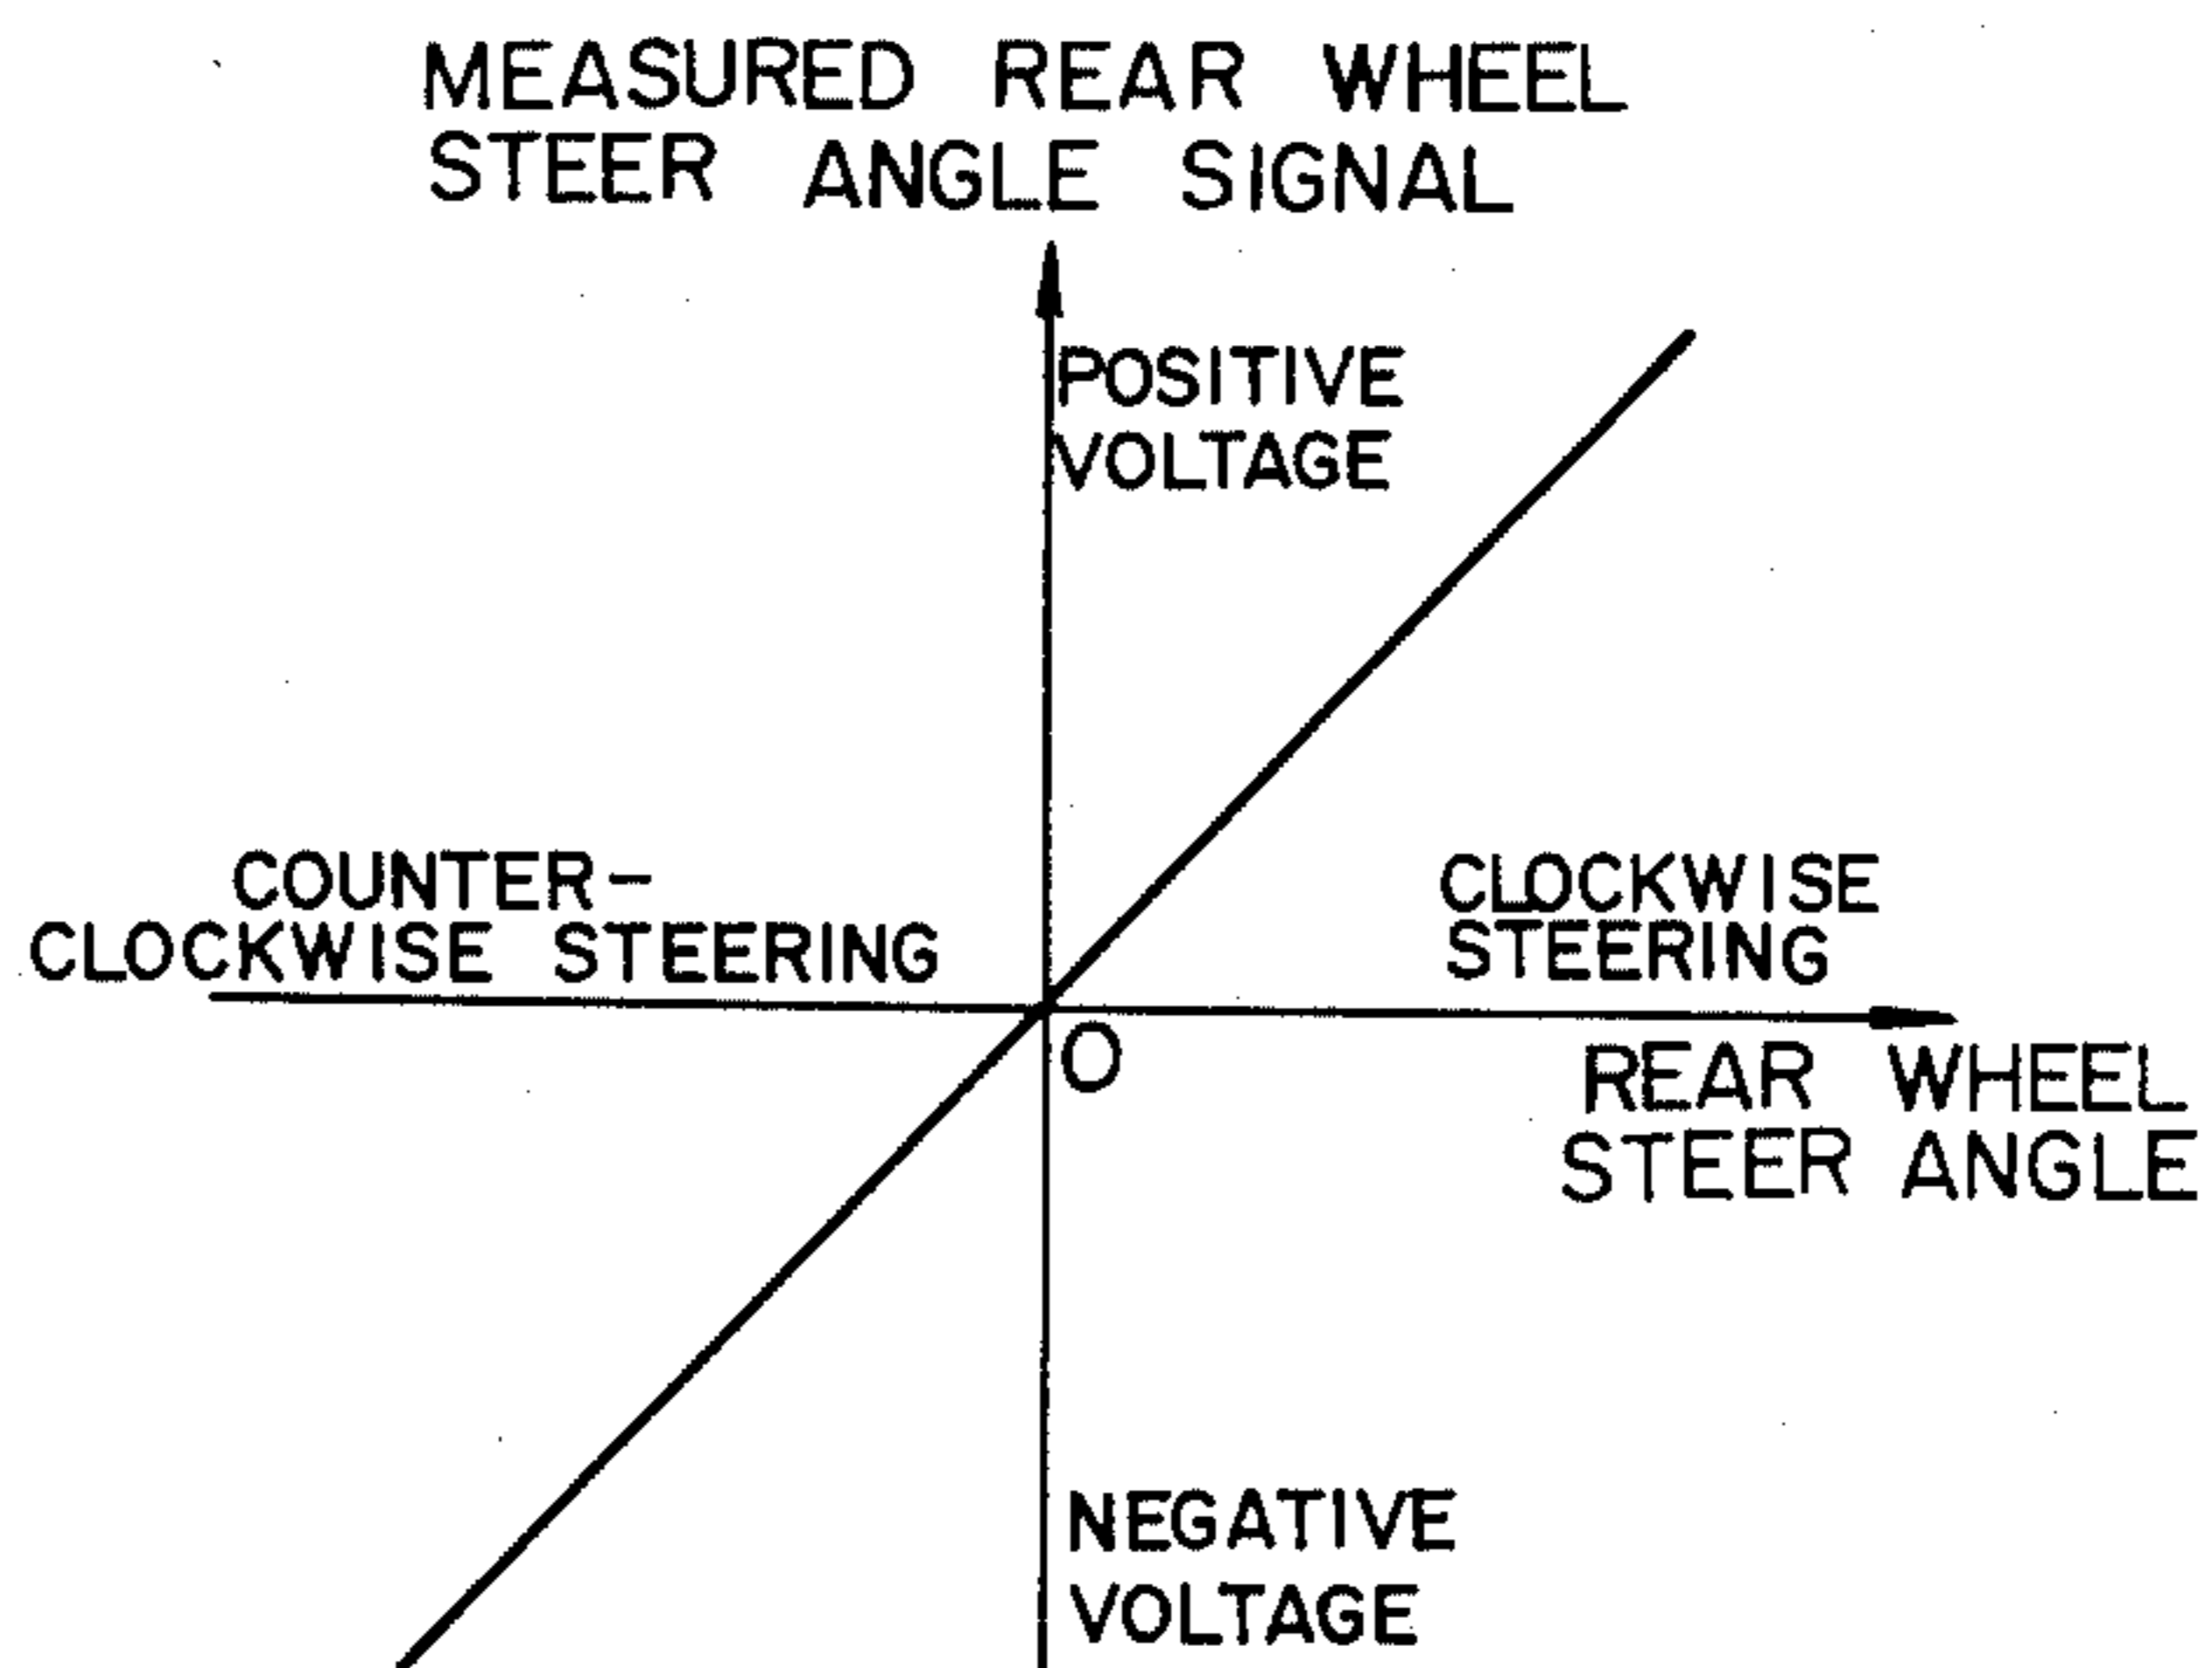 MEASURED REAR WHEEL
STEER ANGLE SIGNAL
POSITIVE
VOLTAGE
COUNTER-
CLOCKWISE STEERING
CLOCKWISE
STEERING
O
REAR WHEEL
STEER ANGLE
NEGATIVE
VOLTAGE